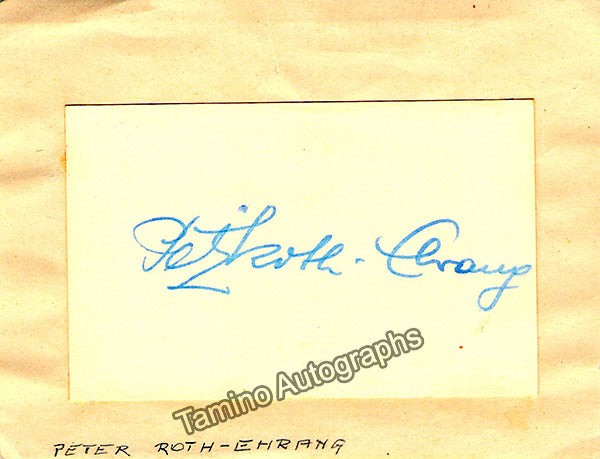 Peter Roth-Ehrang
Tamino Autographs
PETER ROTH-EHRANG